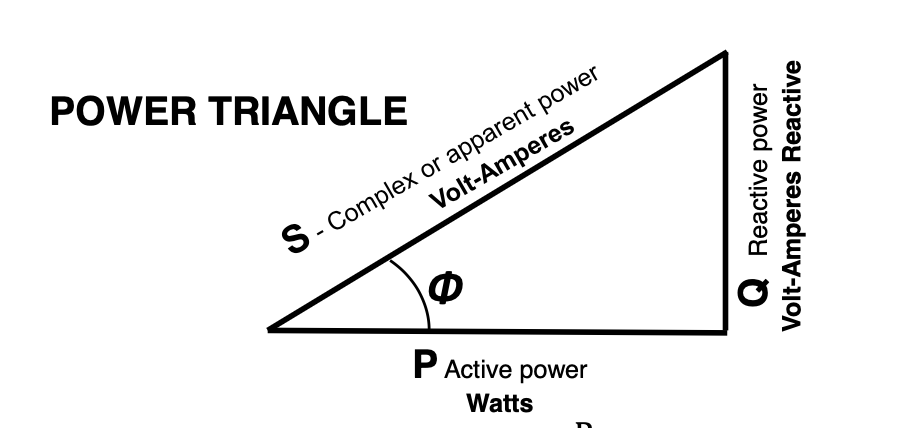 POWER TRIANGLE
S - Complex or apparent power
Volt-Amperes
Φ
Q Reactive power
Volt-Amperes Reactive
P Active power
Watts